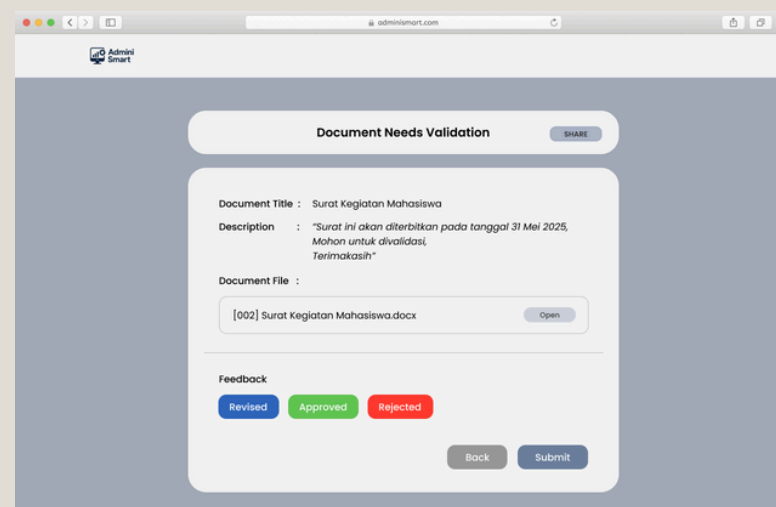 adminismart.com
Admini
Smart
Document Needs Validation
SHARE
Document Title : Surat Kegiatan Mahasiswa
Description : “Surat ini akan diterbitkan pada tanggal 31 Mei 2025,
Mohon untuk divalidasi,
Terimakasih”
Document File :
[002] Surat Kegiatan Mahasiswa.docx
Open
Feedback
Revised Approved Rejected
Back Submit